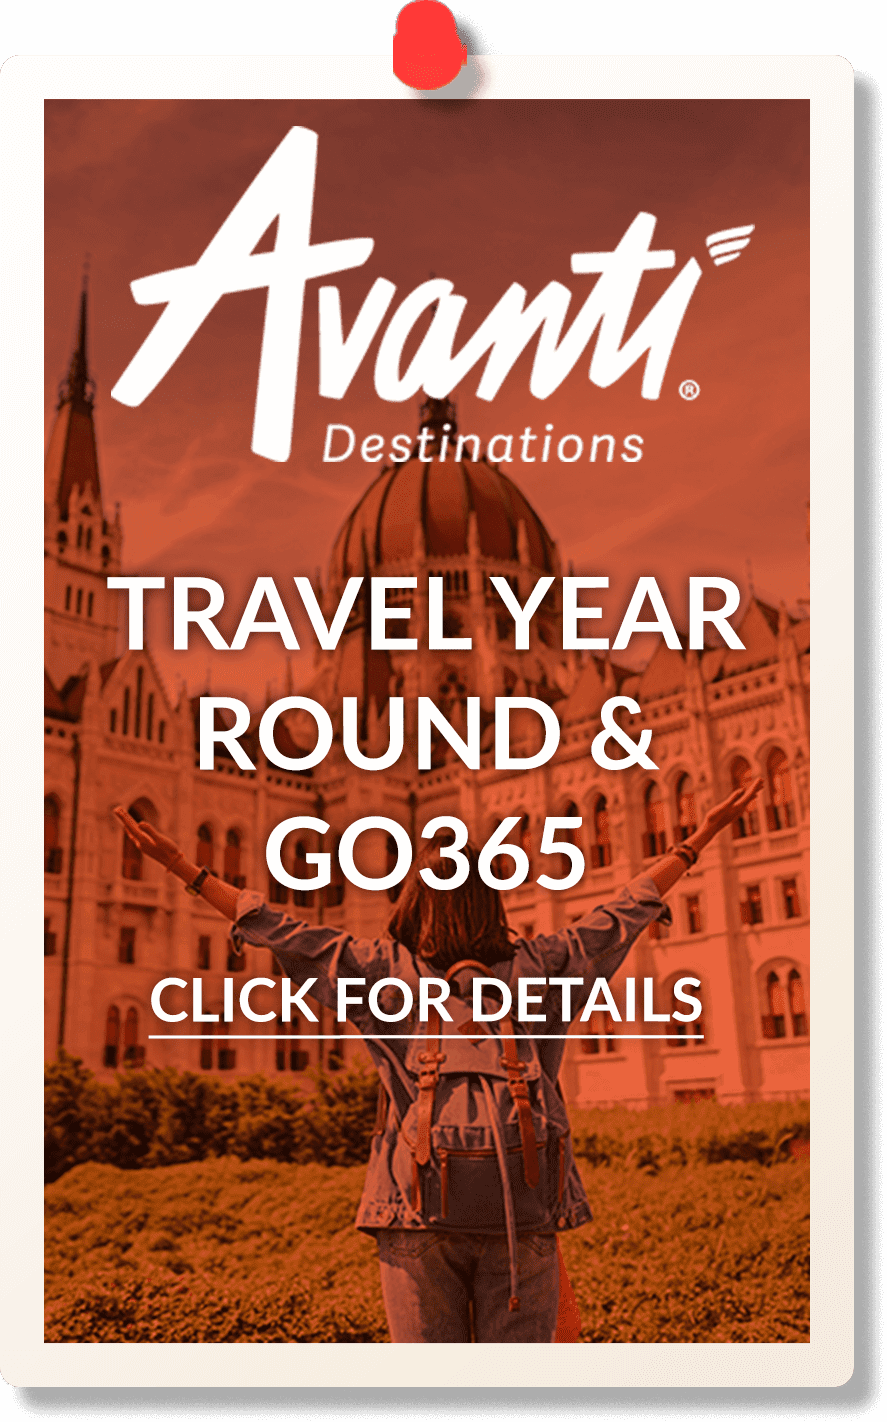 Avanti®
Destinations
TRAVEL YEAR
ROUND &
GO365
CLICK FOR DETAILS